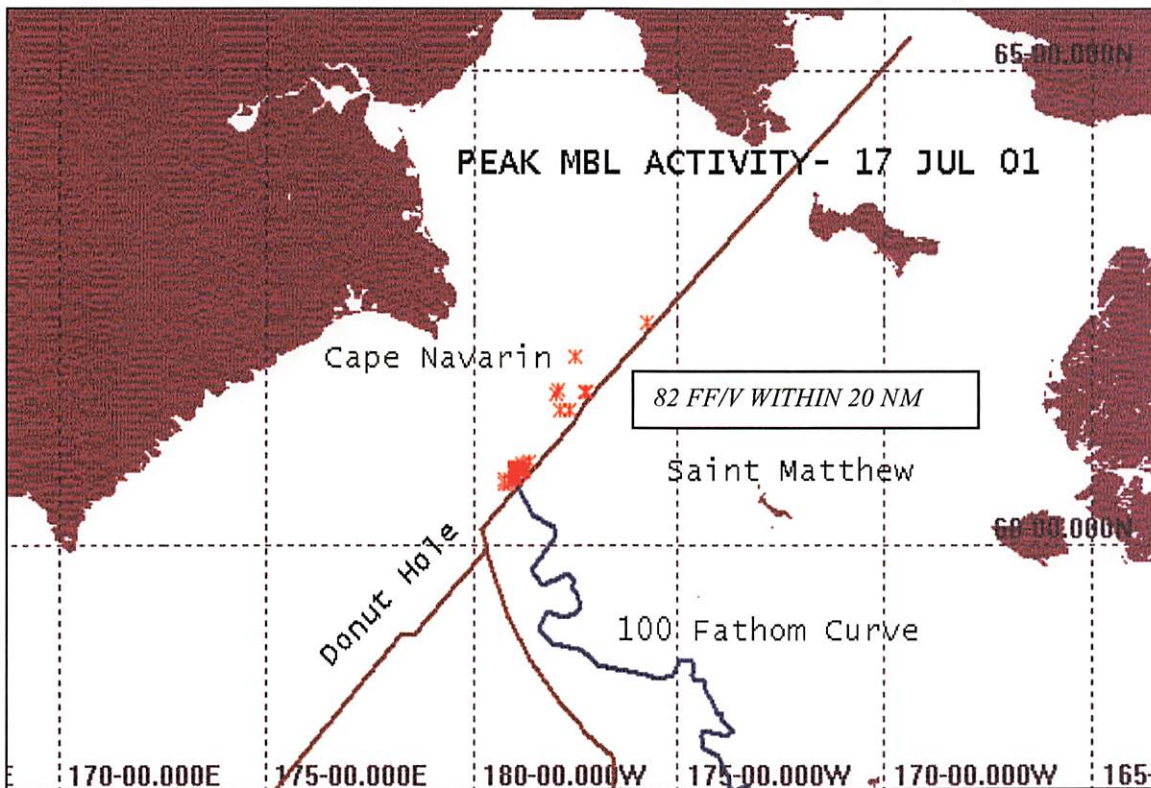 65-00.000N
PEAK MBL ACTIVITY- 17 JUL 01
Cape Navarin
82 FF/V WITHIN 20 NM
Saint Matthew
60-00.000N
Donut Hole
100 Fathom Curve
E 170-00.000E 175-00.000E 180-00.000W 175-00.000W 170-00.000W 165-